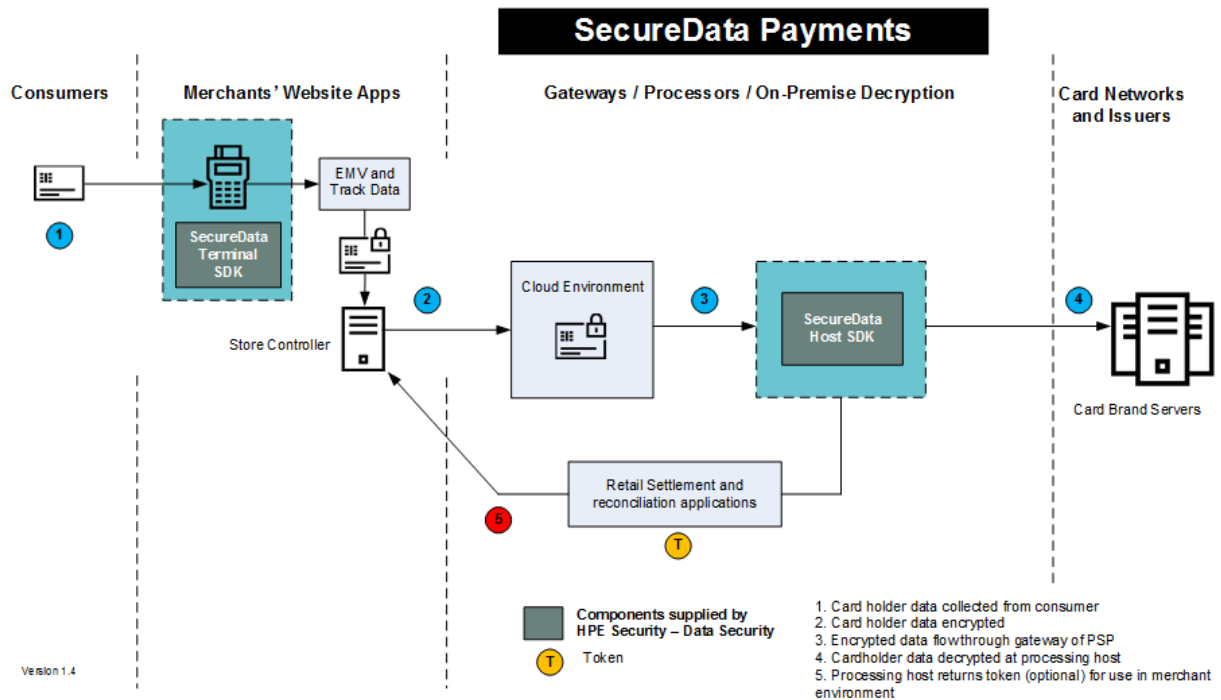 SecureData Payments
Consumers
Merchants' Website Apps
Gateways / Processors / On-Premise Decryption
Card Networks
and Issuers
EMV and
Track Data
1
SecureData
Terminal
SDK
2
Cloud Environment
3
SecureData
Host SDK
4
Store Controller
Card Brand Servers
Retail Settlement and
reconciliation applications
5
T
Components supplied by
HPE Security – Data Security
T
Token
1. Card holder data collected from consumer
2. Card holder data encrypted
3. Encrypted data flowthrough gateway of PSP
4. Cardholder data decrypted at processing host
5. Processing host returns token (optional) for use in merchant
environment
Version 1.4